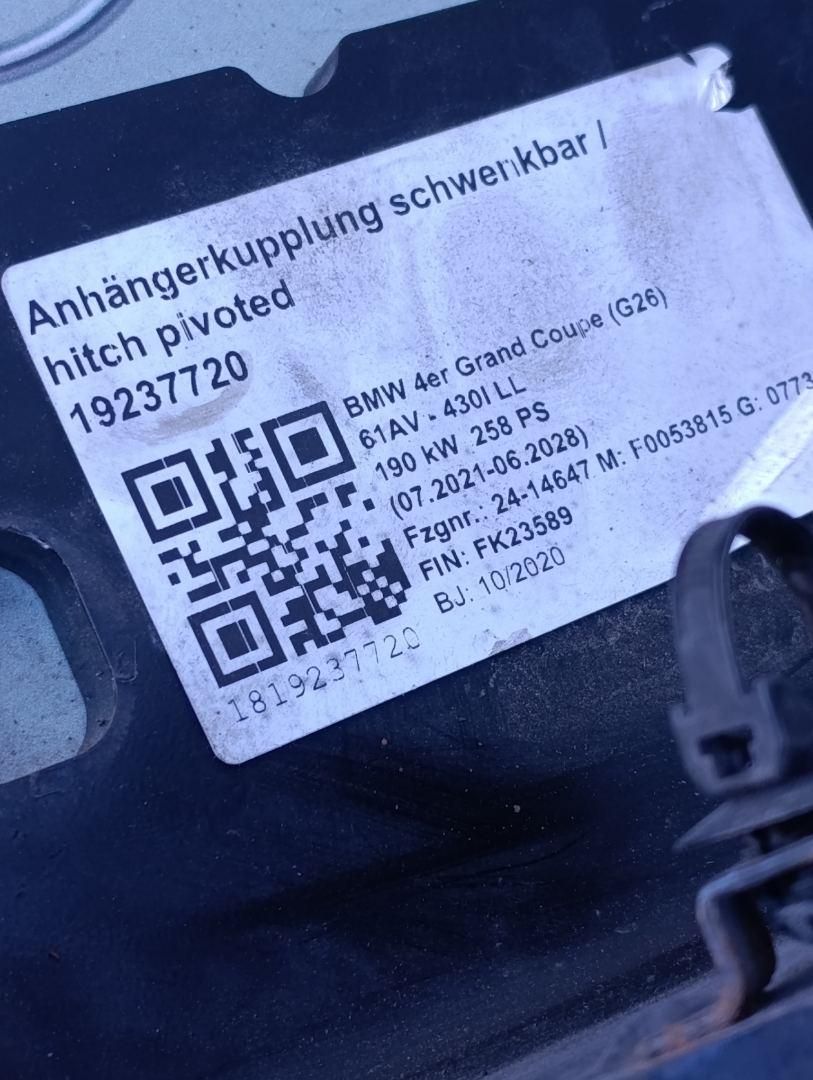 Anhängerkupplung schwenkbar /
hitch pivoted
19237720
BMW 4er Grand Coupe (G26)
61AV - 430I LL
190 kW 258 PS
(07.2021-06.2028)
Fzgnr.: 24-14647 M: F0053815 G: 0773
FIN: FK23589
BJ: 10/2020
1819237720